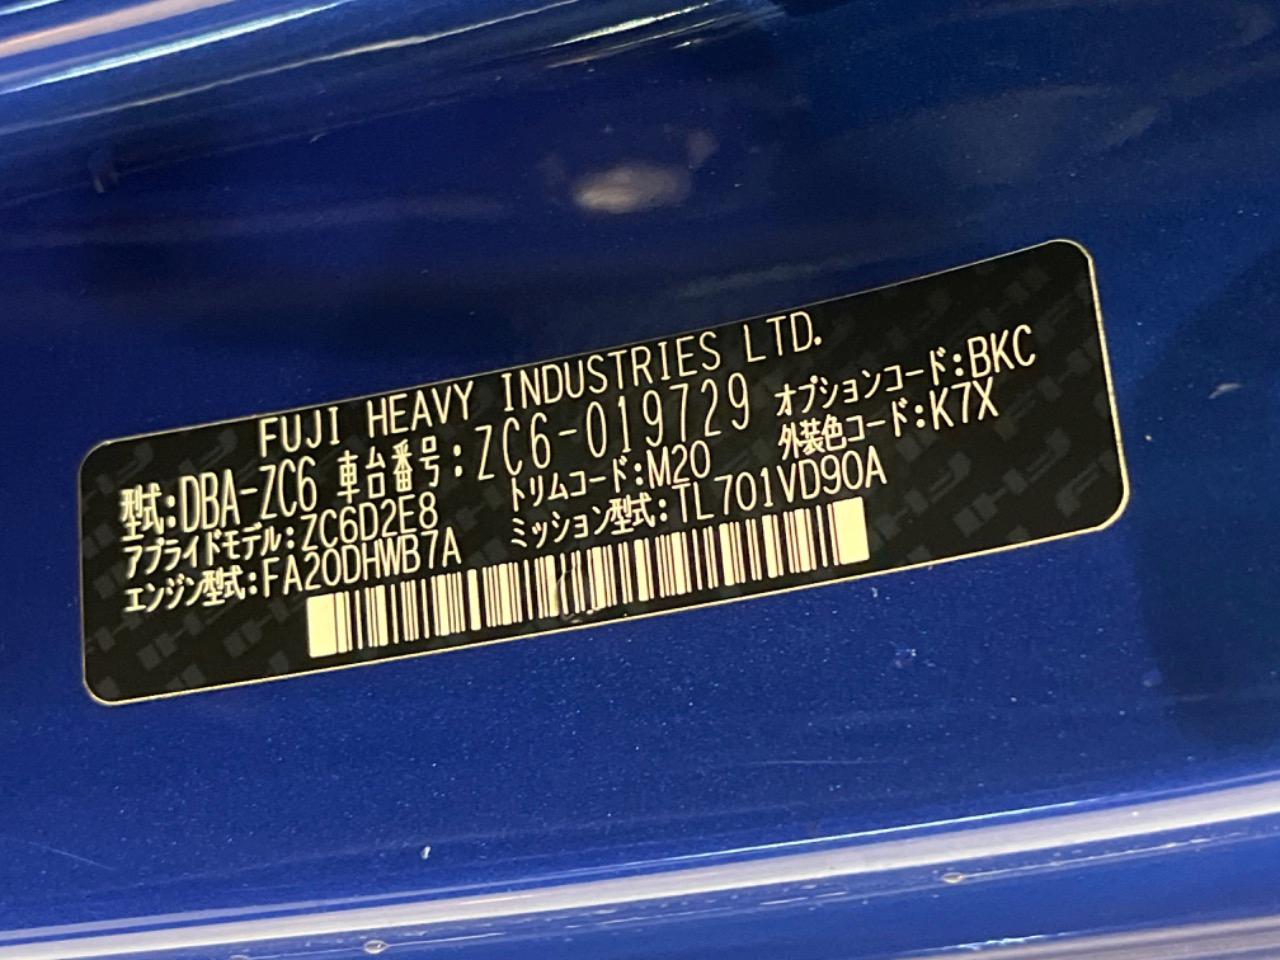 FUJI HEAVY INDUSTRIES LTD.
型式:DBA-ZC6 車台番号:ZC6-019729 オプションコード:BKC
アプライドモデル:ZC6D2E8 トリムコード:M20 外装色コード:K7X
エンジン型式:FA20DHWB7A ミッション型式:TL701VD90A